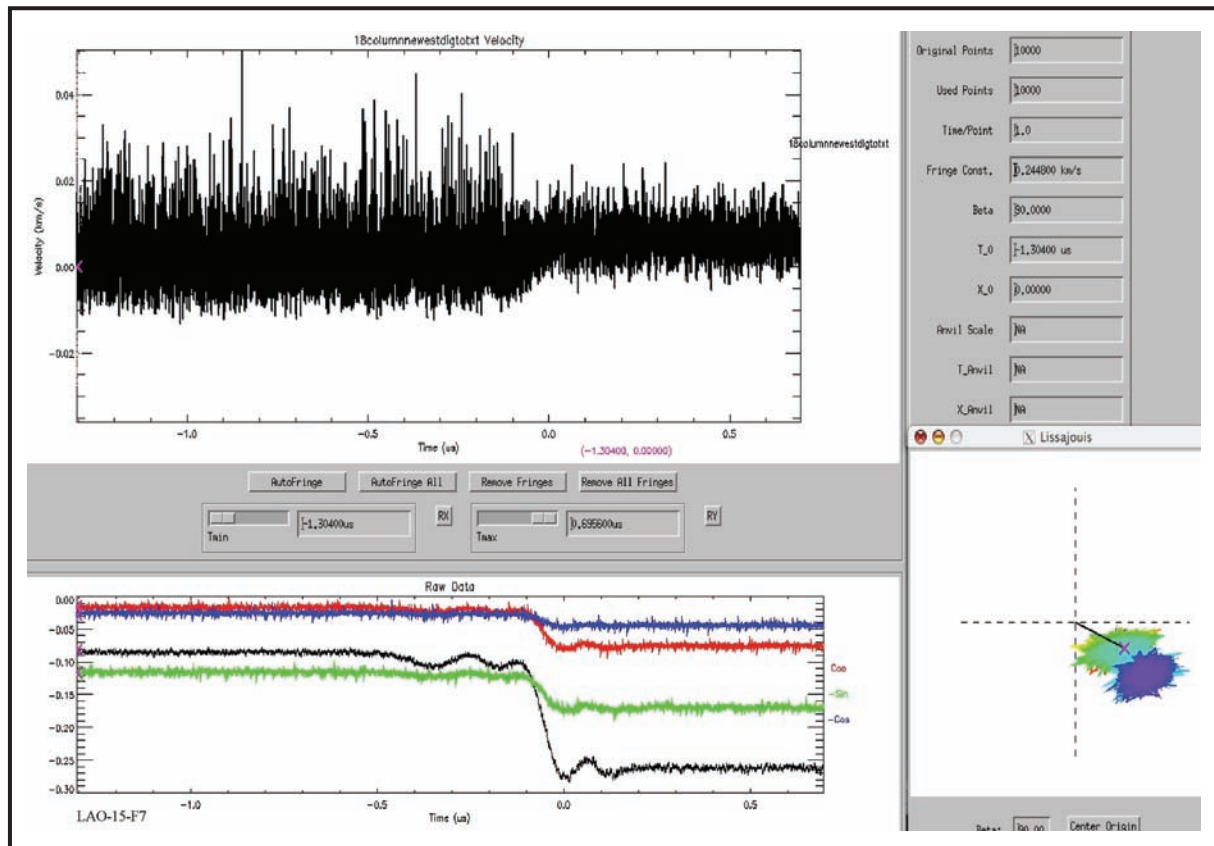 18columnnewestdigtotxt Velocity
0.04
0.02
0.00
-0.02
Velocity (km/s)
-1.0
-0.5
0.0
0.5
Time (us)
(-1.30400, 0.00000)
18columnnewestdigtotxt
Original Points
10000
Used Points
10000
Time/Point
1.0
Fringe Const.
0.244800 km/s
Beta
90.0000
T_0
-1.30400 us
X_0
0.00000
Anvil Scale
NA
T_Anvil
NA
X_Anvil
NA
AutoFringe
AutoFringe All
Remove Fringes
Remove All Fringes
-1.30400us
Tmin
RX
0.695600us
Tmax
RY
X Lissajouis
Raw Data
0.00
-0.05
-0.10
-0.15
-0.20
-0.25
-0.30
Cos
-Sin
-Cos
-1.0
-0.5
0.0
0.5
Time (us)
LAO-15-F7
Beta:
90.00
Center Origin